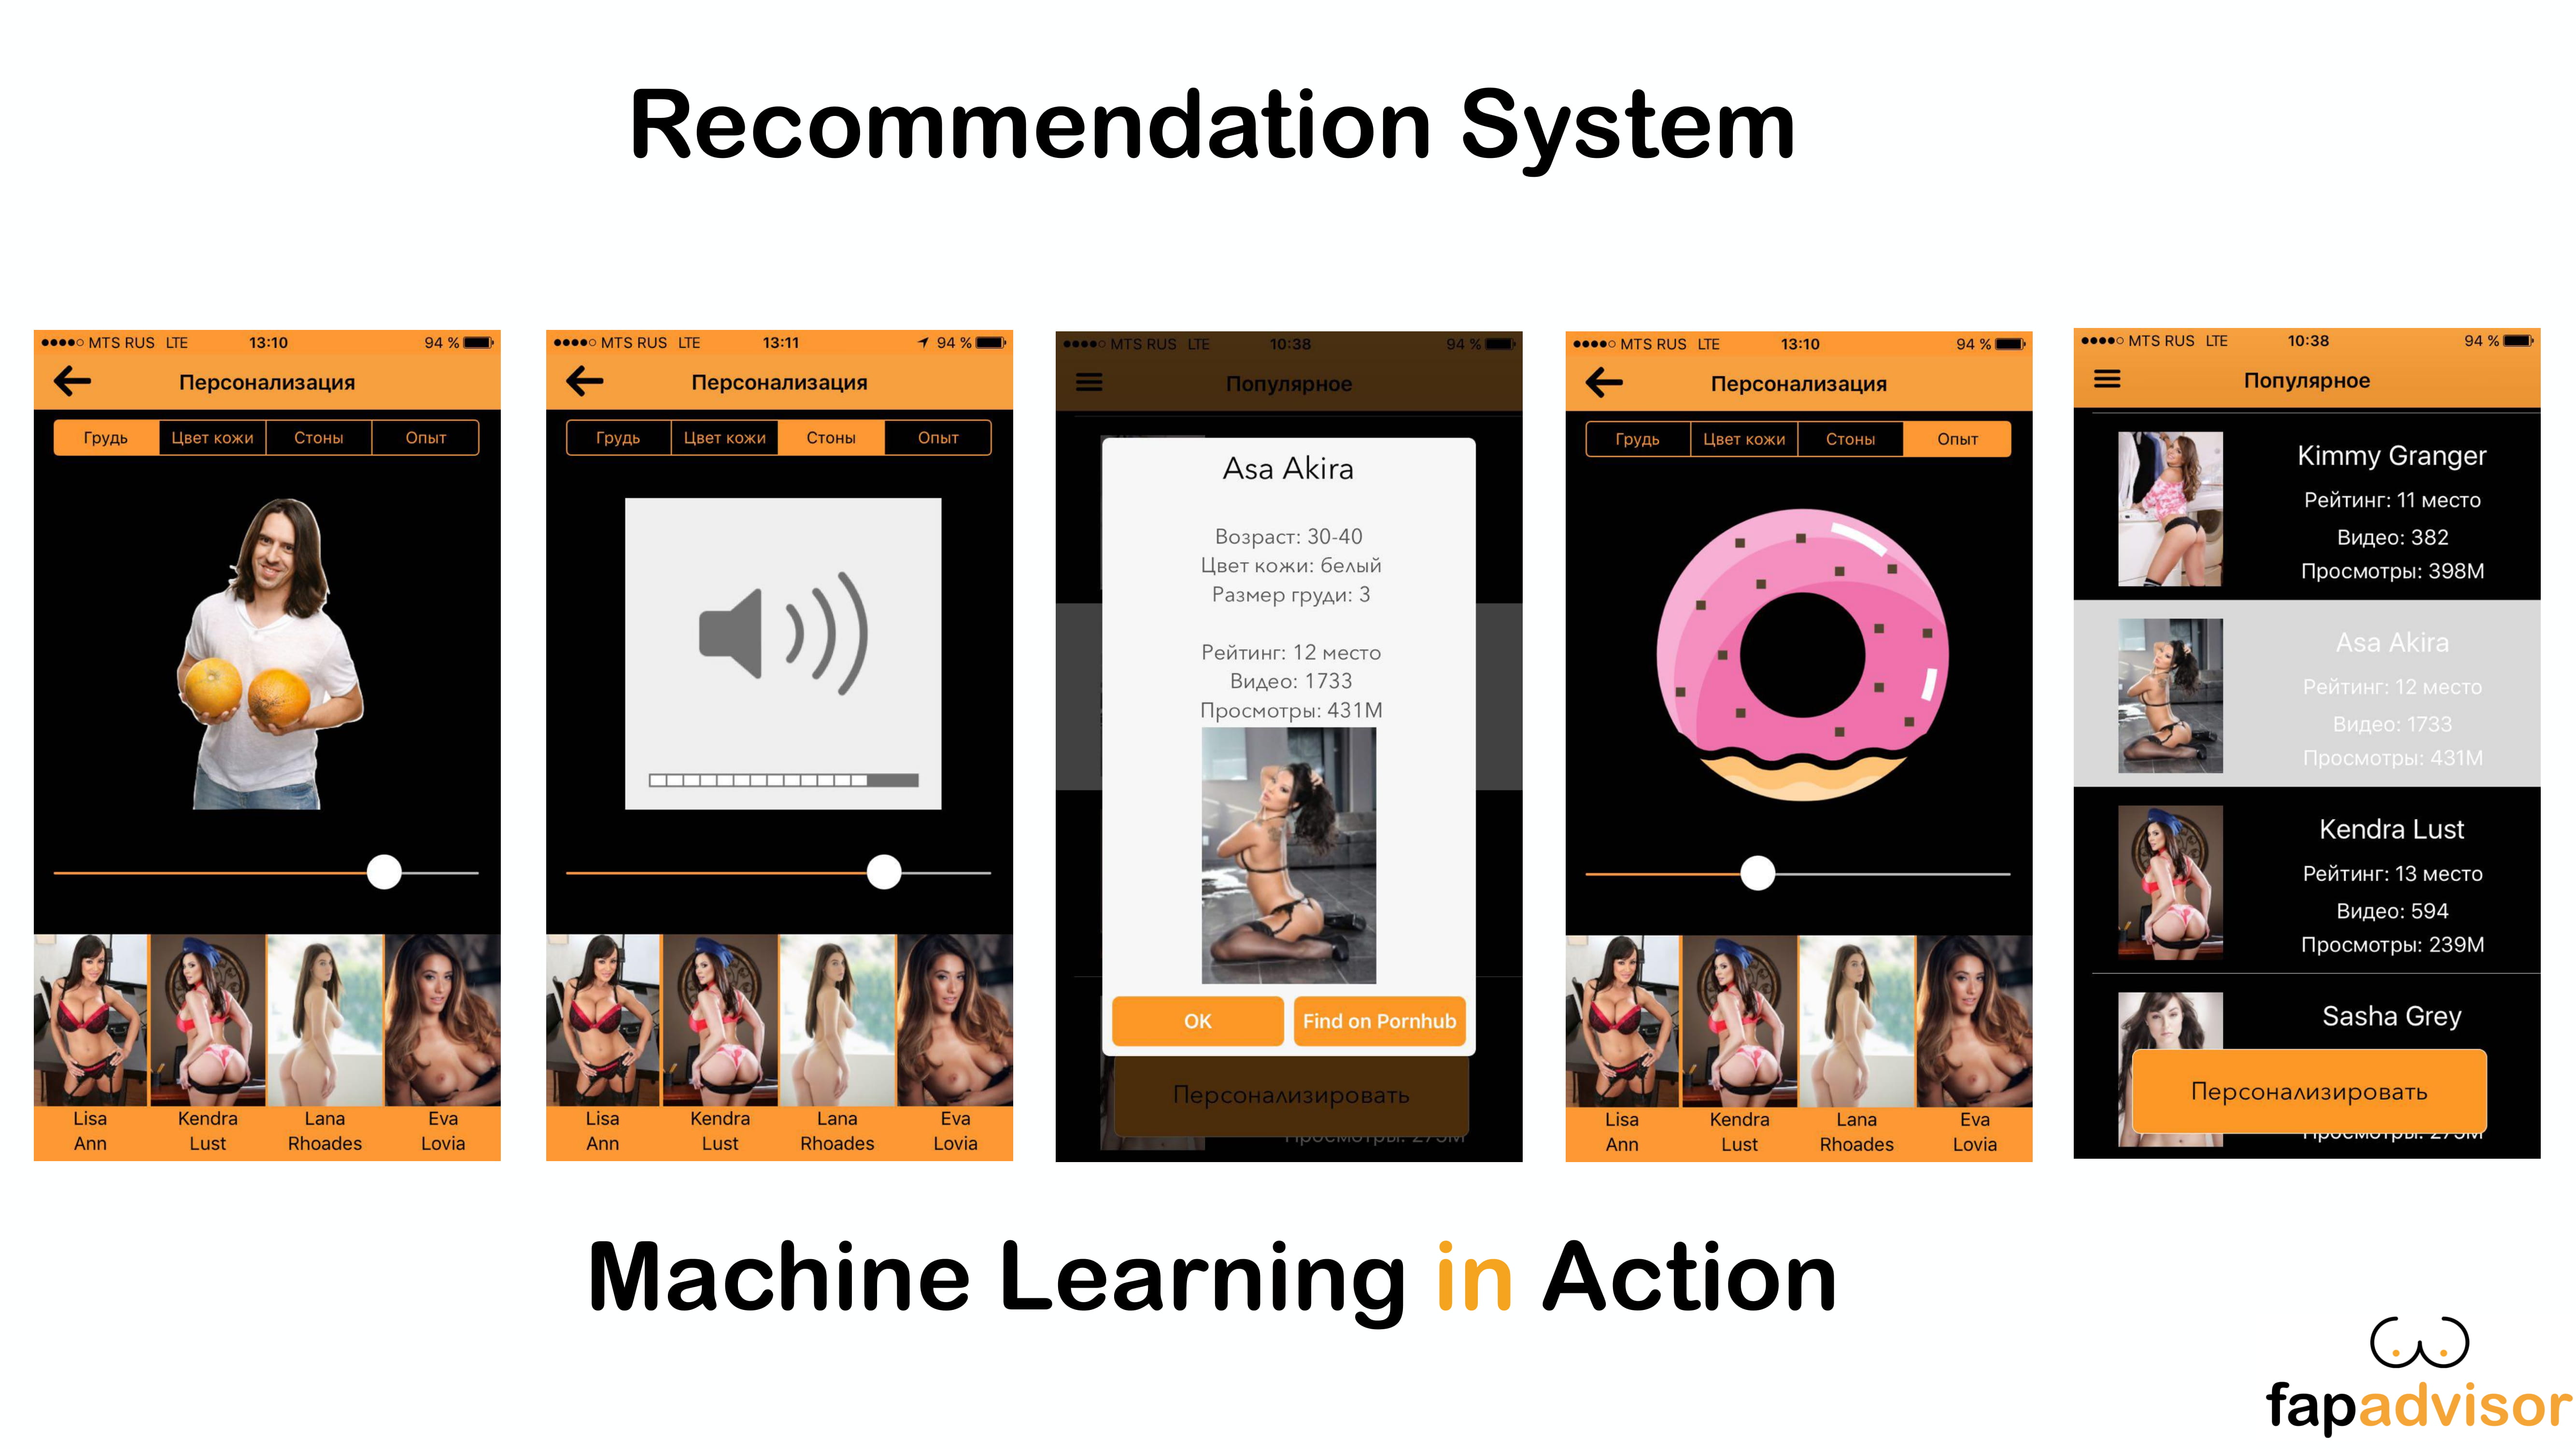 Recommendation System
MTS RUS LTE 13:10 94 %
Персонализация
Грудь Цвет кожи Стоны Опыт
Lisa Ann
Kendra Lust
Lana Rhoades
Eva Lovia
MTS RUS LTE 13:11 94 %
Персонализация
Грудь Цвет кожи Стоны Опыт
Lisa Ann
Kendra Lust
Lana Rhoades
Eva Lovia
MTS RUS LTE 10:38 94 %
Популярное
Asa Akira
Возраст: 30-40
Цвет кожи: белый
Размер груди: 3
Рейтинг: 12 место
Видео: 1733
Просмотры: 431M
OK Find on Pornhub
Персонализировать
MTS RUS LTE 13:10 94 %
Персонализация
Грудь Цвет кожи Стоны Опыт
Lisa Ann
Kendra Lust
Lana Rhoades
Eva Lovia
MTS RUS LTE 10:38 94 %
Популярное
Kimmy Granger
Рейтинг: 11 место
Видео: 382
Просмотры: 398M
Asa Akira
Рейтинг: 12 место
Видео: 1733
Просмотры: 431M
Kendra Lust
Рейтинг: 13 место
Видео: 594
Просмотры: 239M
Sasha Grey
Персонализировать
Machine Learning in Action
fapadvisor